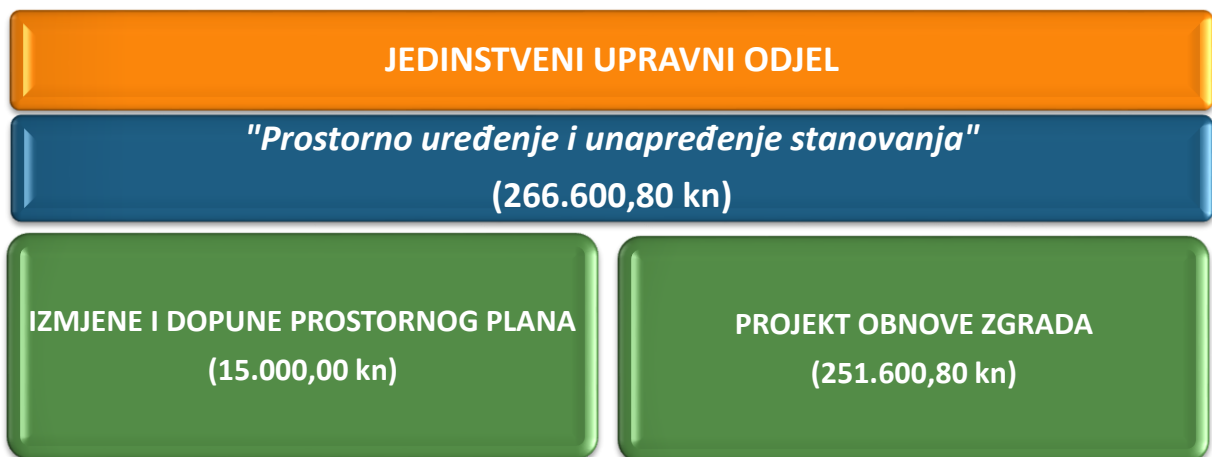 JEDINSTVENI UPRAVNI ODJEL
"Prostorno uređenje i unapređenje stanovanja"
(266.600,80 kn)
IZMJENE I DOPUNE PROSTORNOG PLANA
(15.000,00 kn)
PROJEKT OBNOVE ZGRADA
(251.600,80 kn)